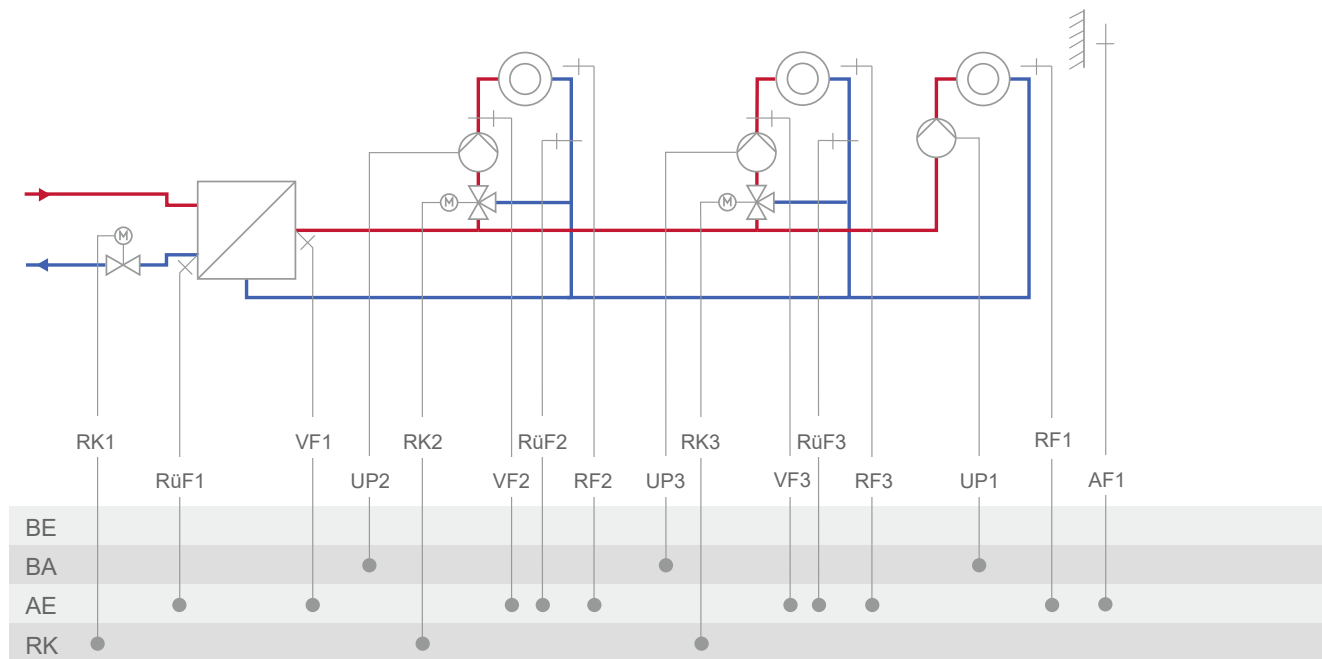 M
M
M
RK1
VF1
RK2
RüF2
RK3
RüF3
RF1
RüF1
UP2
VF2
RF2
UP3
VF3
RF3
UP1
AF1
BE
BA
AE
RK